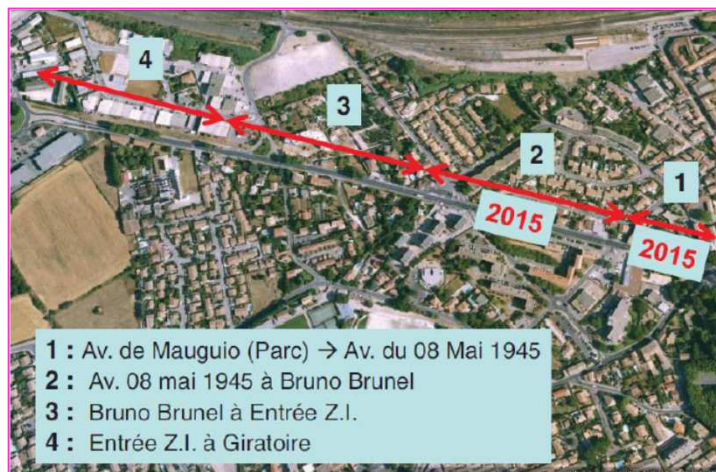 4
3
2
1
2015
2015
1 : Av. de Mauguio (Parc) → Av. du 08 Mai 1945
2 : Av. 08 mai 1945 à Bruno Brunel
3 : Bruno Brunel à Entrée Z.I.
4 : Entrée Z.I. à Giratoire